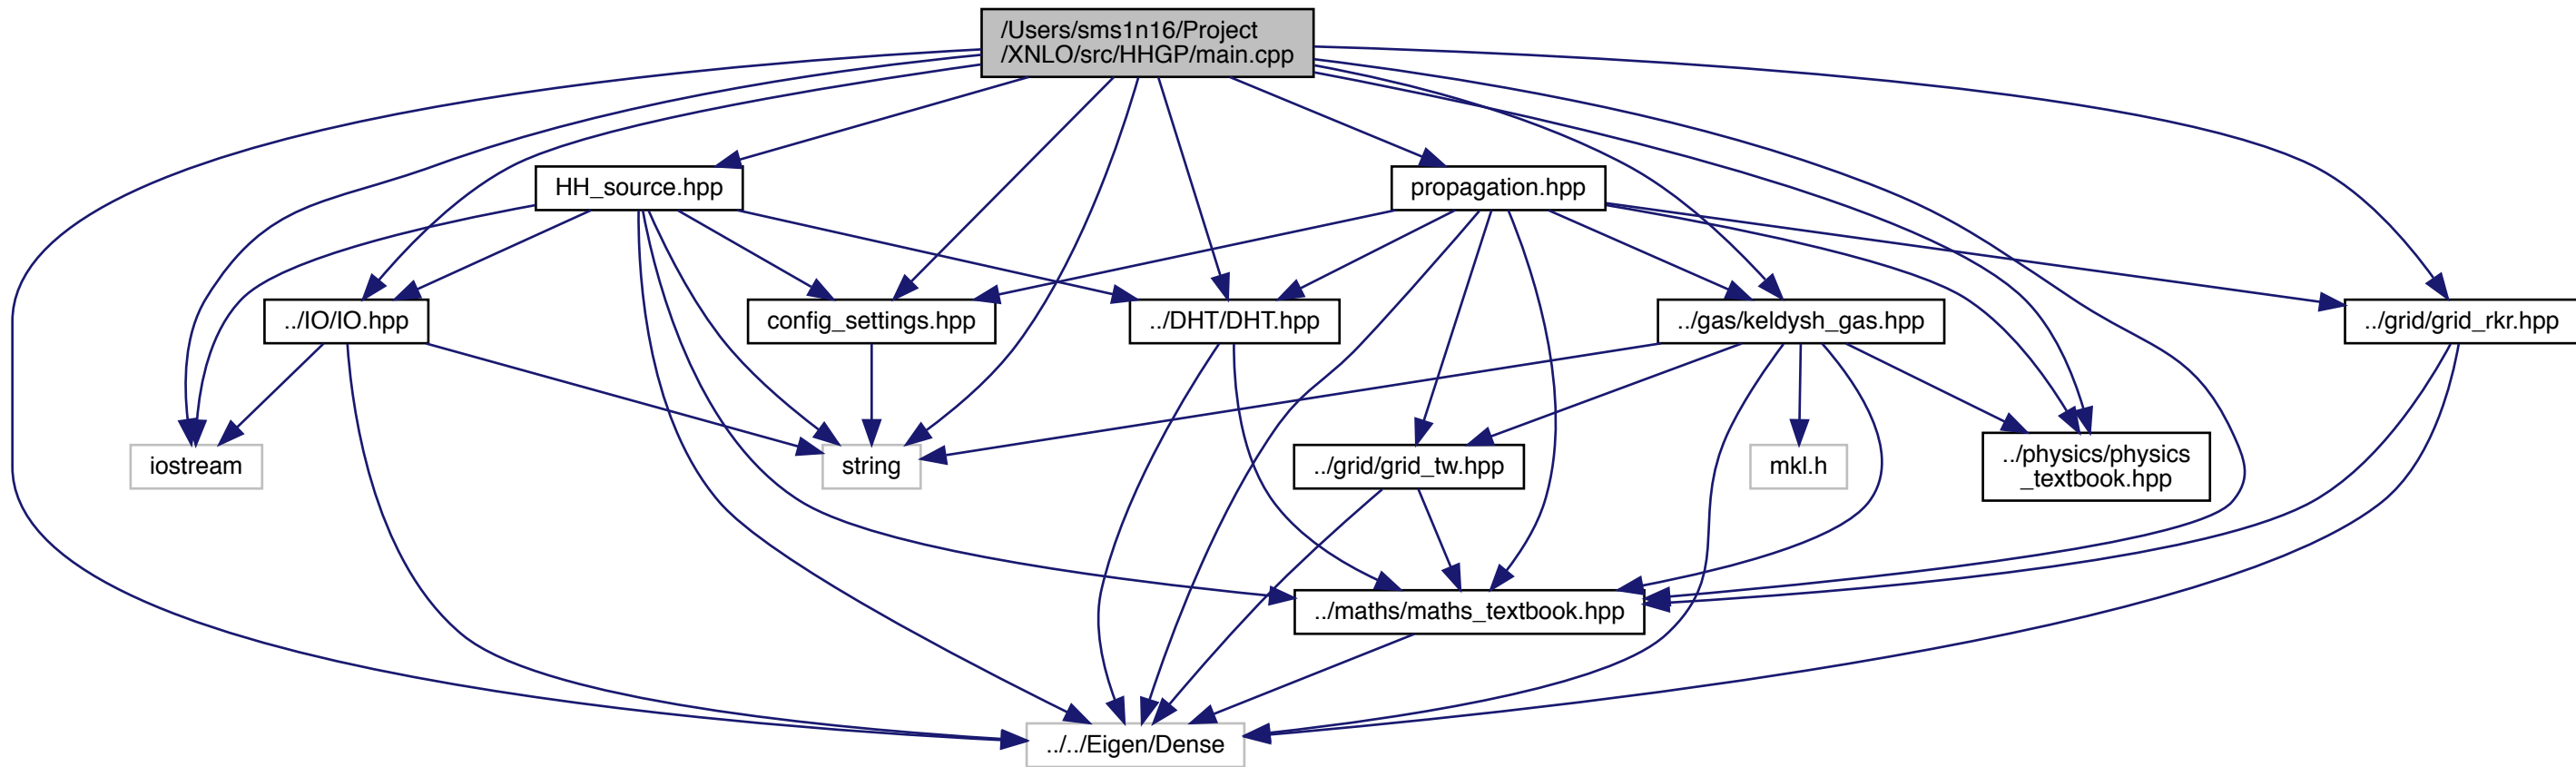 /Users/sms1n16/Project
/XNLO/src/HHGP/main.cpp
HH_source.hpp
propagation.hpp
../IO/IO.hpp
config_settings.hpp
../DHT/DHT.hpp
../gas/keldysh_gas.hpp
../grid/grid_rkr.hpp
iostream
string
../grid/grid_tw.hpp
mkl.h
../physics/physics
_textbook.hpp
../maths/maths_textbook.hpp
../../Eigen/Dense